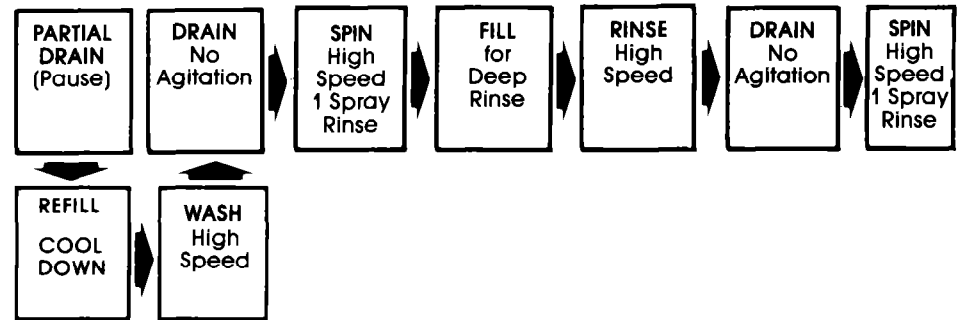 PARTIAL
DRAIN
(Pause)
REFILL
COOL
DOWN
WASH
High
Speed
DRAIN
No
Agitation
SPIN
High
Speed
1 Spray
Rinse
FILL
for
Deep
Rinse
RINSE
High
Speed
DRAIN
No
Agitation
SPIN
High
Speed
1 Spray
Rinse